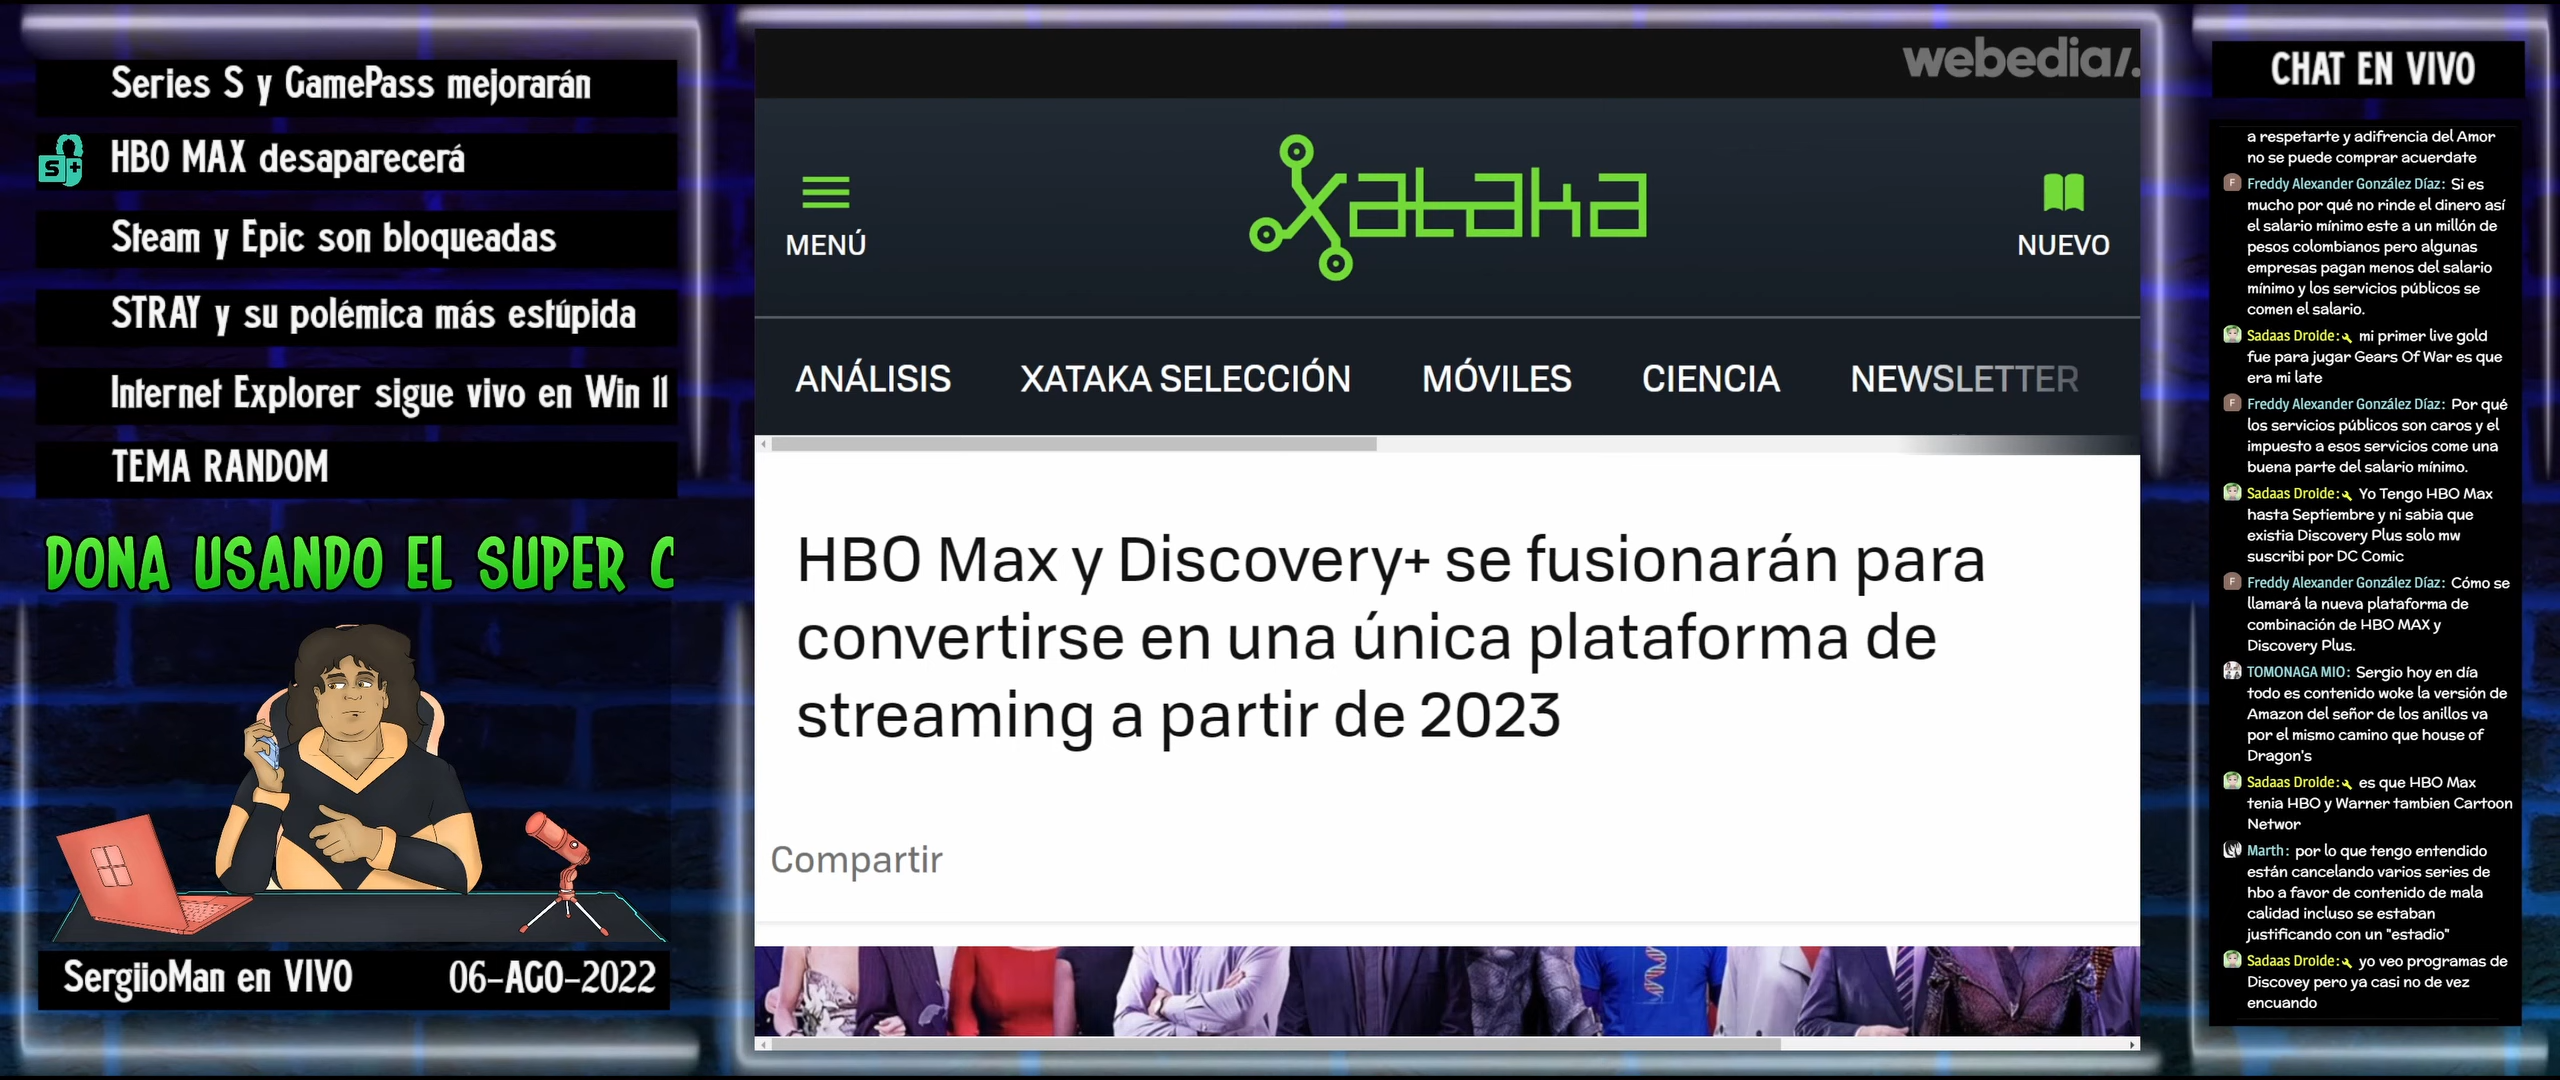 Series S y GamePass mejorarán
S+
HBO MAX desaparecerá
Steam y Epic son bloqueadas
STRAY y su polémica más estúpida
Internet Explorer sigue vivo en Win 11
TEMA RANDOM
DONA USANDO EL SUPER C
SergiioMan en VIVO
06-AGO-2022
webedia/.
MENÚ
xataka
NUEVO
ANÁLISIS
XATAKA SELECCIÓN
MÓVILES
CIENCIA
NEWSLETTER
HBO Max y Discovery+ se fusionarán para
convertirse en una única plataforma de
streaming a partir de 2023
Compartir
CHAT EN VIVO
a respetarte y adifrencia del Amor
no se puede comprar acuerdate
F Freddy Alexander González Díaz: Si es
mucho por qué no rinde el dinero así
el salario mínimo este a un millón de
pesos colombianos pero algunas
empresas pagan menos del salario
mínimo y los servicios públicos se
comen el salario.
Sadaas Droide: mi primer live gold
fue para jugar Gears Of War es que
era mi late
F Freddy Alexander González Díaz: Por qué
los servicios públicos son caros y el
impuesto a esos servicios come una
buena parte del salario mínimo.
Sadaas Droide: Yo Tengo HBO Max
hasta Septiembre y ni sabia que
existia Discovery Plus solo mw
suscribi por DC Comic
F Freddy Alexander González Díaz: Cómo se
llamará la nueva plataforma de
combinación de HBO MAX y
Discovery Plus.
TOMONAGA MIO: Sergio hoy en día
todo es contenido woke la versión de
Amazon del señor de los anillos va
por el mismo camino que house of
Dragon's
Sadaas Droide: es que HBO Max
tenia HBO y Warner tambien Cartoon
Networ
Marth: por lo que tengo entendido
están cancelando varios series de
hbo a favor de contenido de mala
calidad incluso se estaban
justificando con un "estadio"
Sadaas Droide: yo veo programas de
Discovey pero ya casi no de vez
encuando